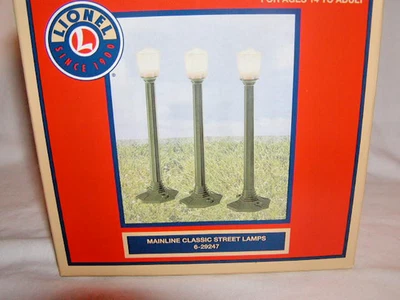 FOR AGES 14 TO ADULT
LIONEL
L
SINCE 1900
MAINLINE CLASSIC STREET LAMPS
6-29247